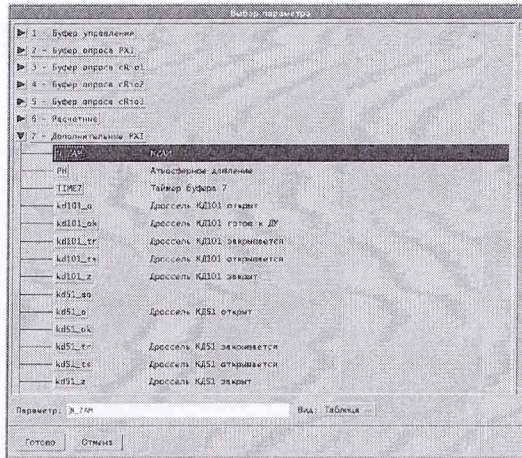 Выбор параметра
1 - Буфер управления
2 - Буфер опроса PXI
3 - Буфер опроса cRio1
4 - Буфер опроса cRio2
5 - Буфер опроса cRio3
6 - Расчетные
7 - Дополнительные PXI
N_ZAM
PH Атмосферное давление
TIME7 Таймер буфера 7
kd101_o Дроссель КД101 открыт
kd101_ok Дроссель КД101 готов к ДУ
kd101_tr Дроссель КД101 закрывается
kd101_ts Дроссель КД101 открывается
kd101_z Дроссель КД101 закрыт
kd51_ao
kd51_o Дроссель КД51 открыт
kd51_ok
kd51_tr Дроссель КД51 закрывается
kd51_ts Дроссель КД51 открывается
kd51_z Дроссель КД51 закрыт
Параметр: N_ZAM Вид: Таблица
Готово Отмена